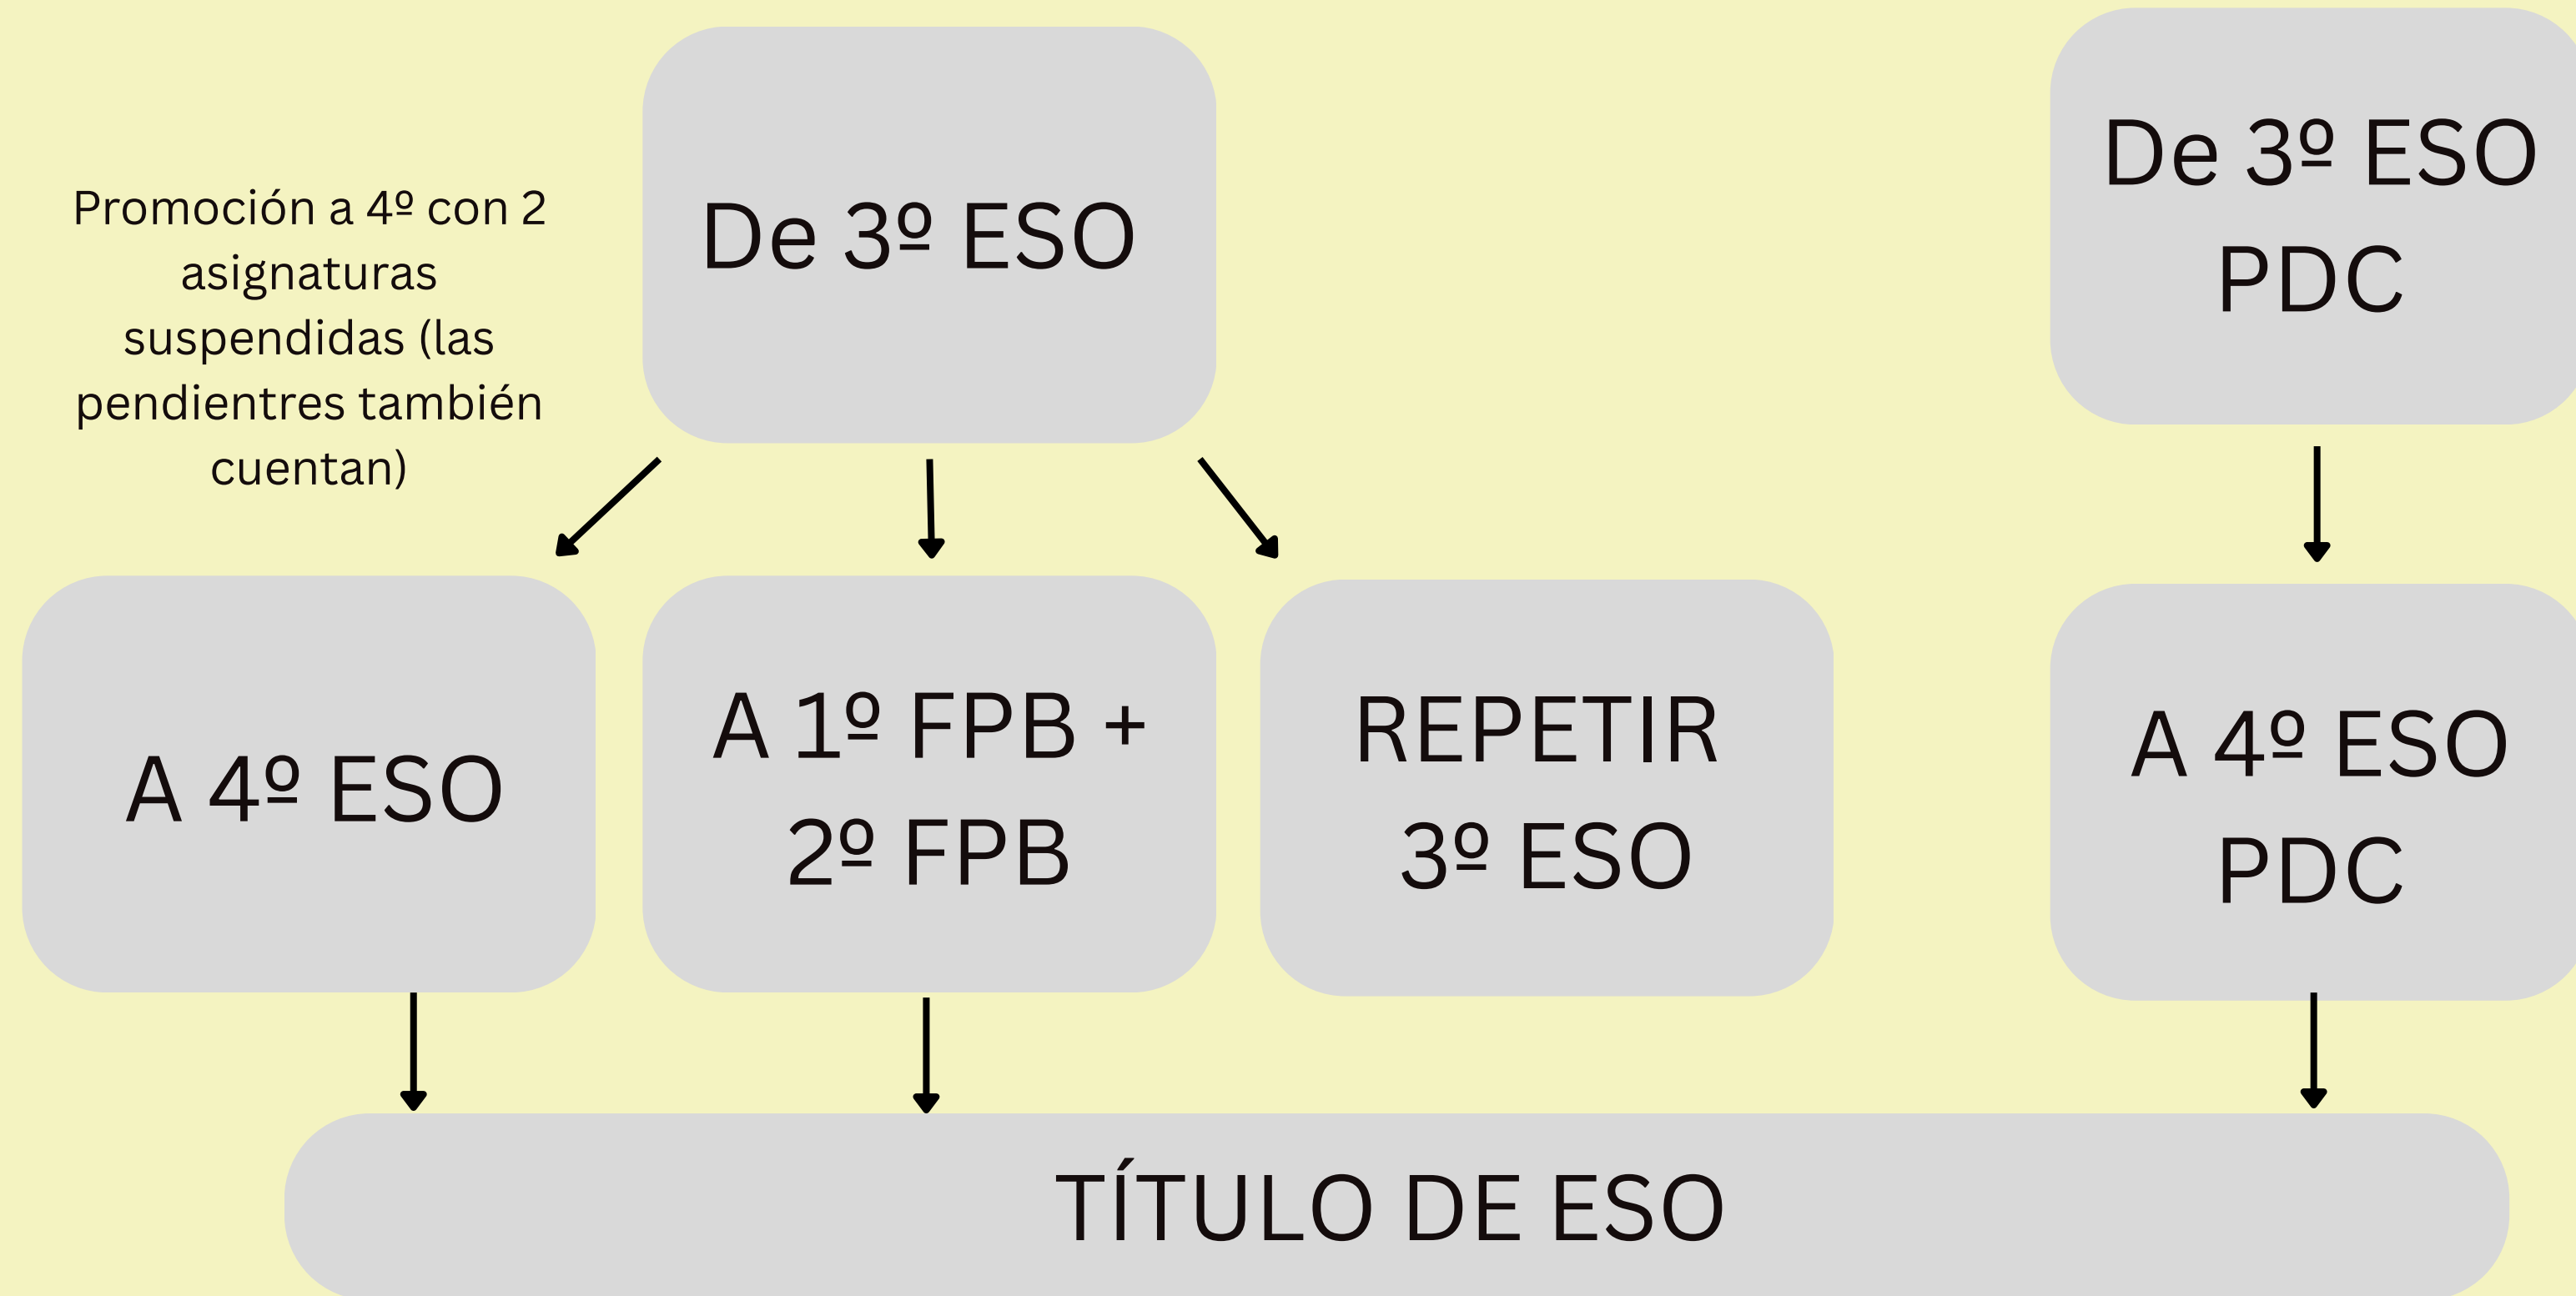 De 3º ESO
De 3º ESO
PDC
Promoción a 4º con 2
asignaturas
suspendidas (las
pendientres también
cuentan)
A 4º ESO
A 1º FPB +
2º FPB
REPETIR
3º ESO
A 4º ESO
PDC
TÍTULO DE ESO